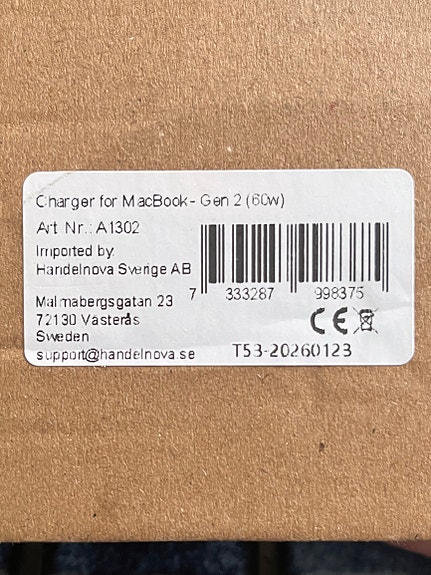 Charger for MacBook - Gen 2 (60w)
Art Nr.: A1302
Imported by:
Handelnova Sverige AB
Malmabergsgatan 23
72130 Västerås
Sweden
support@handelnova.se
7 333287 998375
CE
T53-20260123